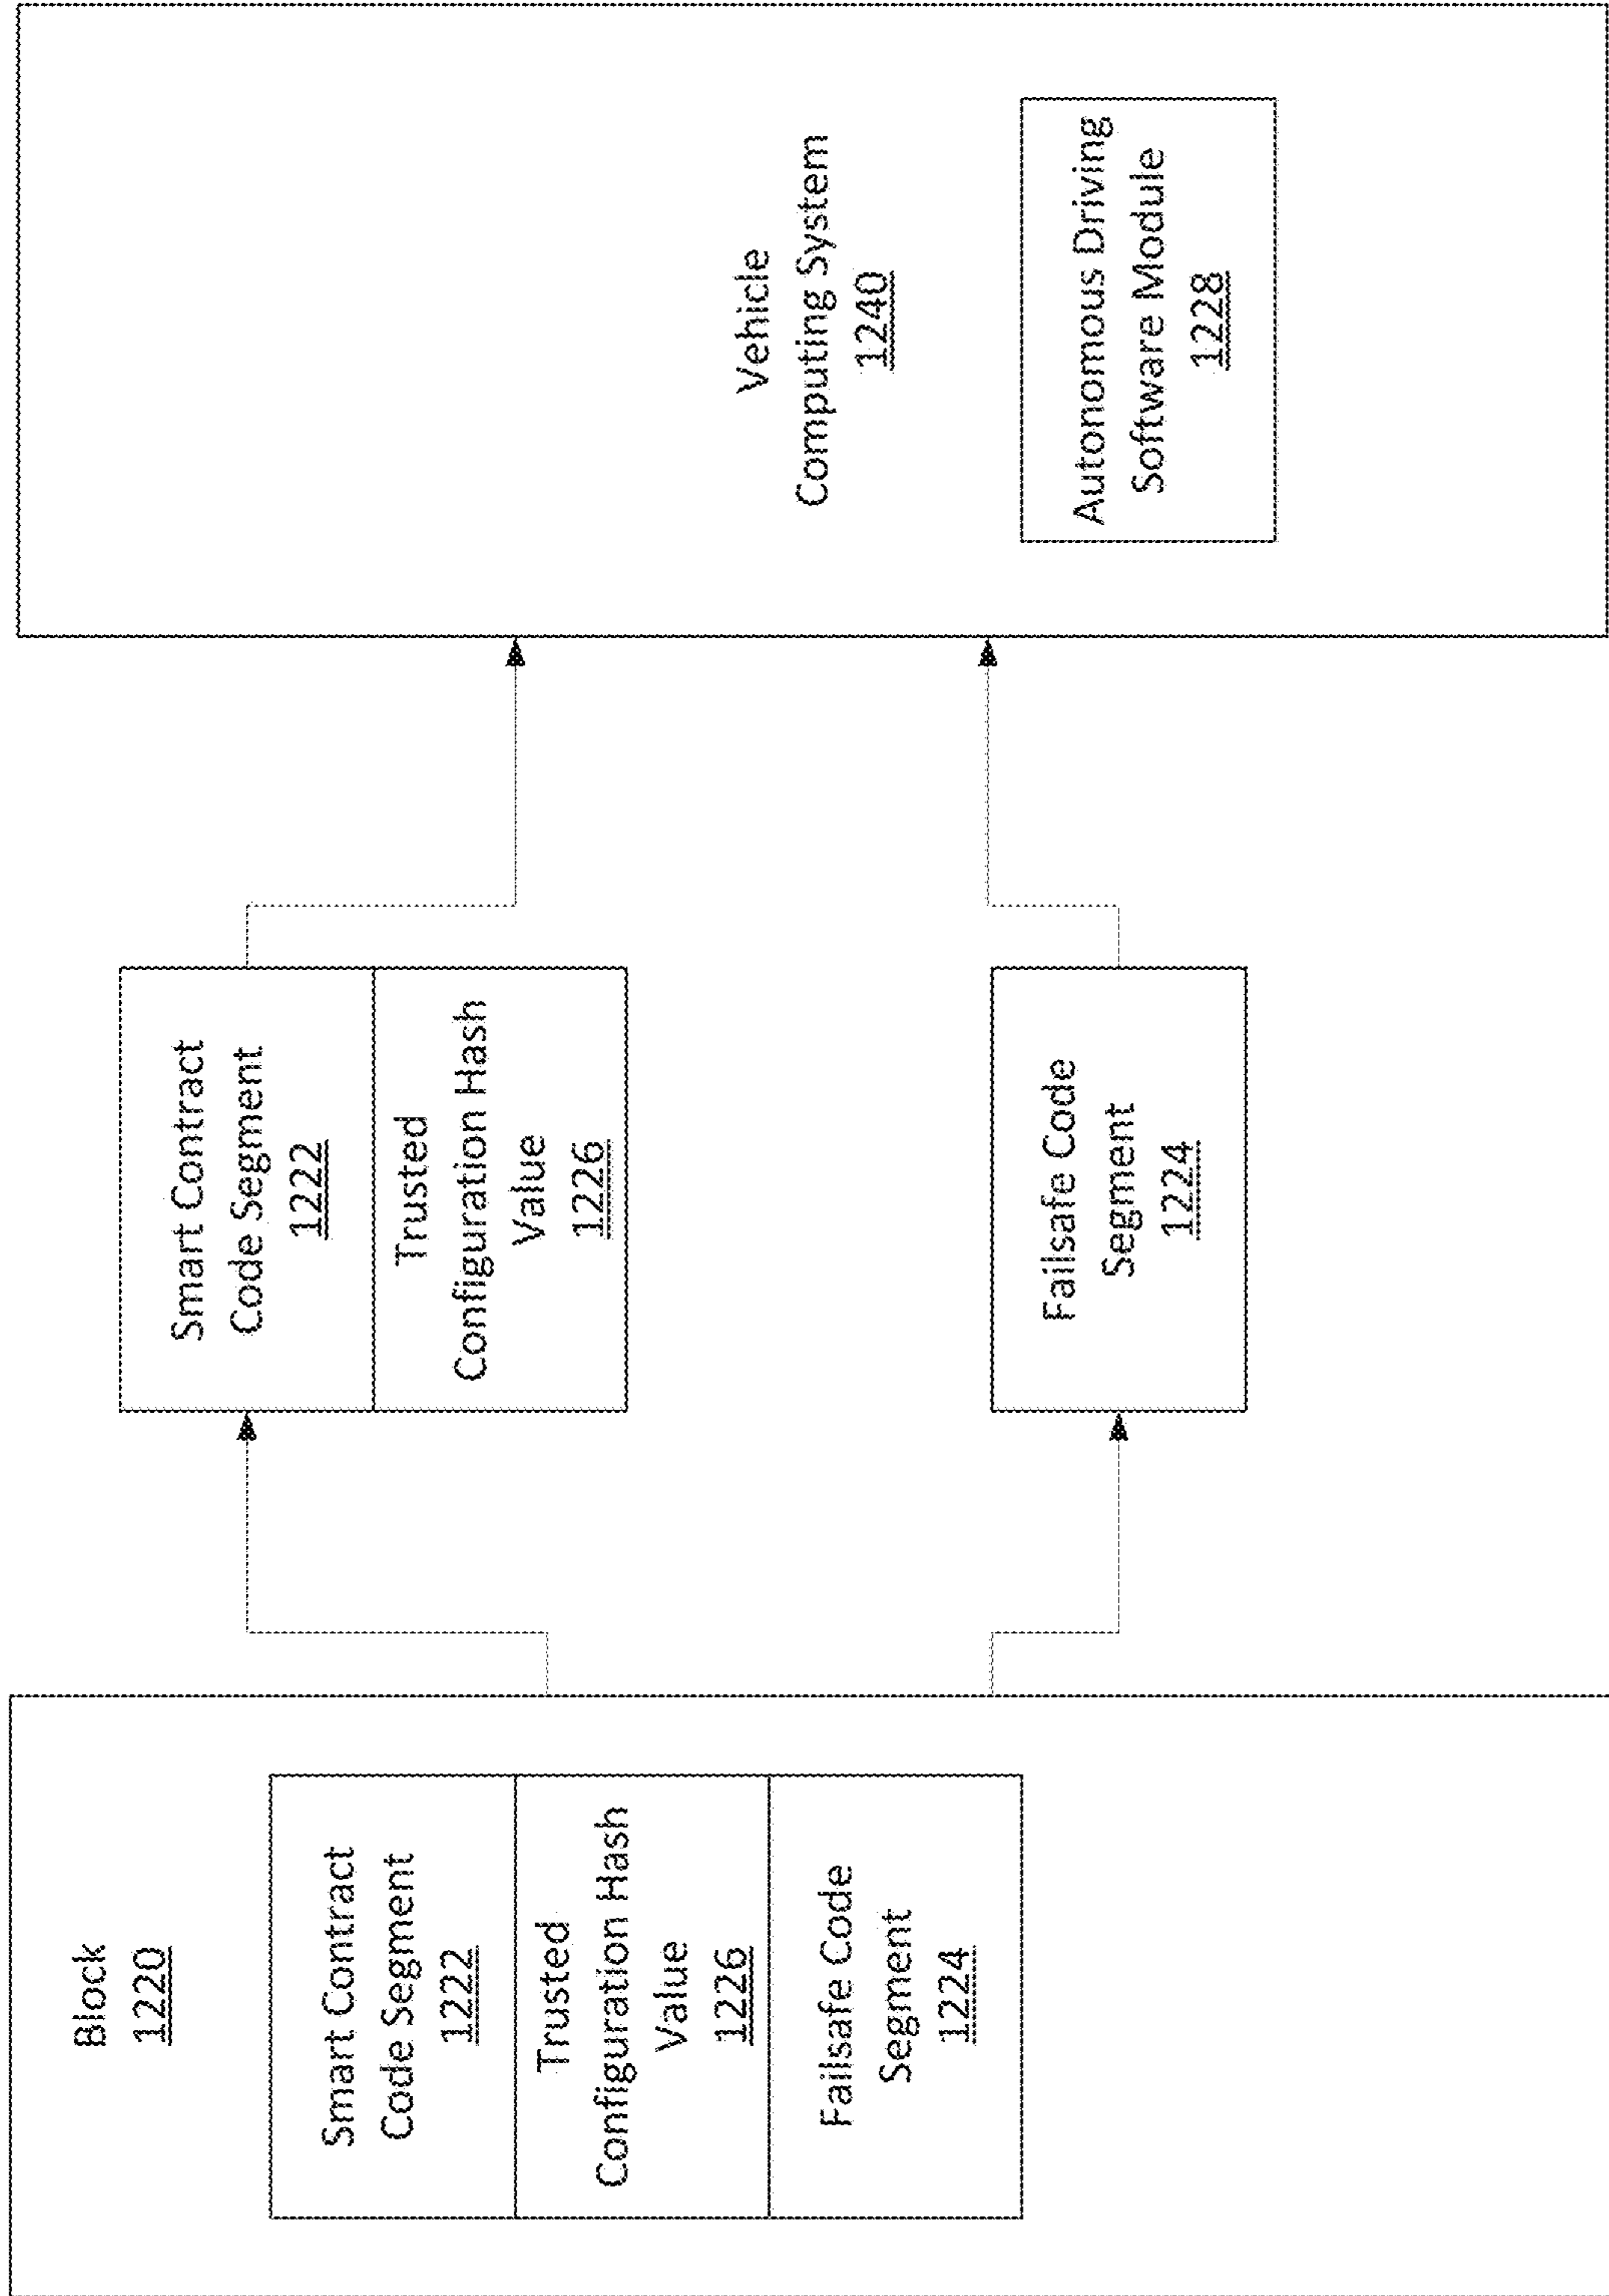 Block
1220
Smart Contract
Code Segment
1222
Trusted
Configuration Hash
Value
1226
Failsafe Code
Segment
1224
Smart Contract
Code Segment
1222
Trusted
Configuration Hash
Value
1226
Failsafe Code
Segment
1224
Vehicle
Computing System
1240
Autonomous Driving
Software Module
1228